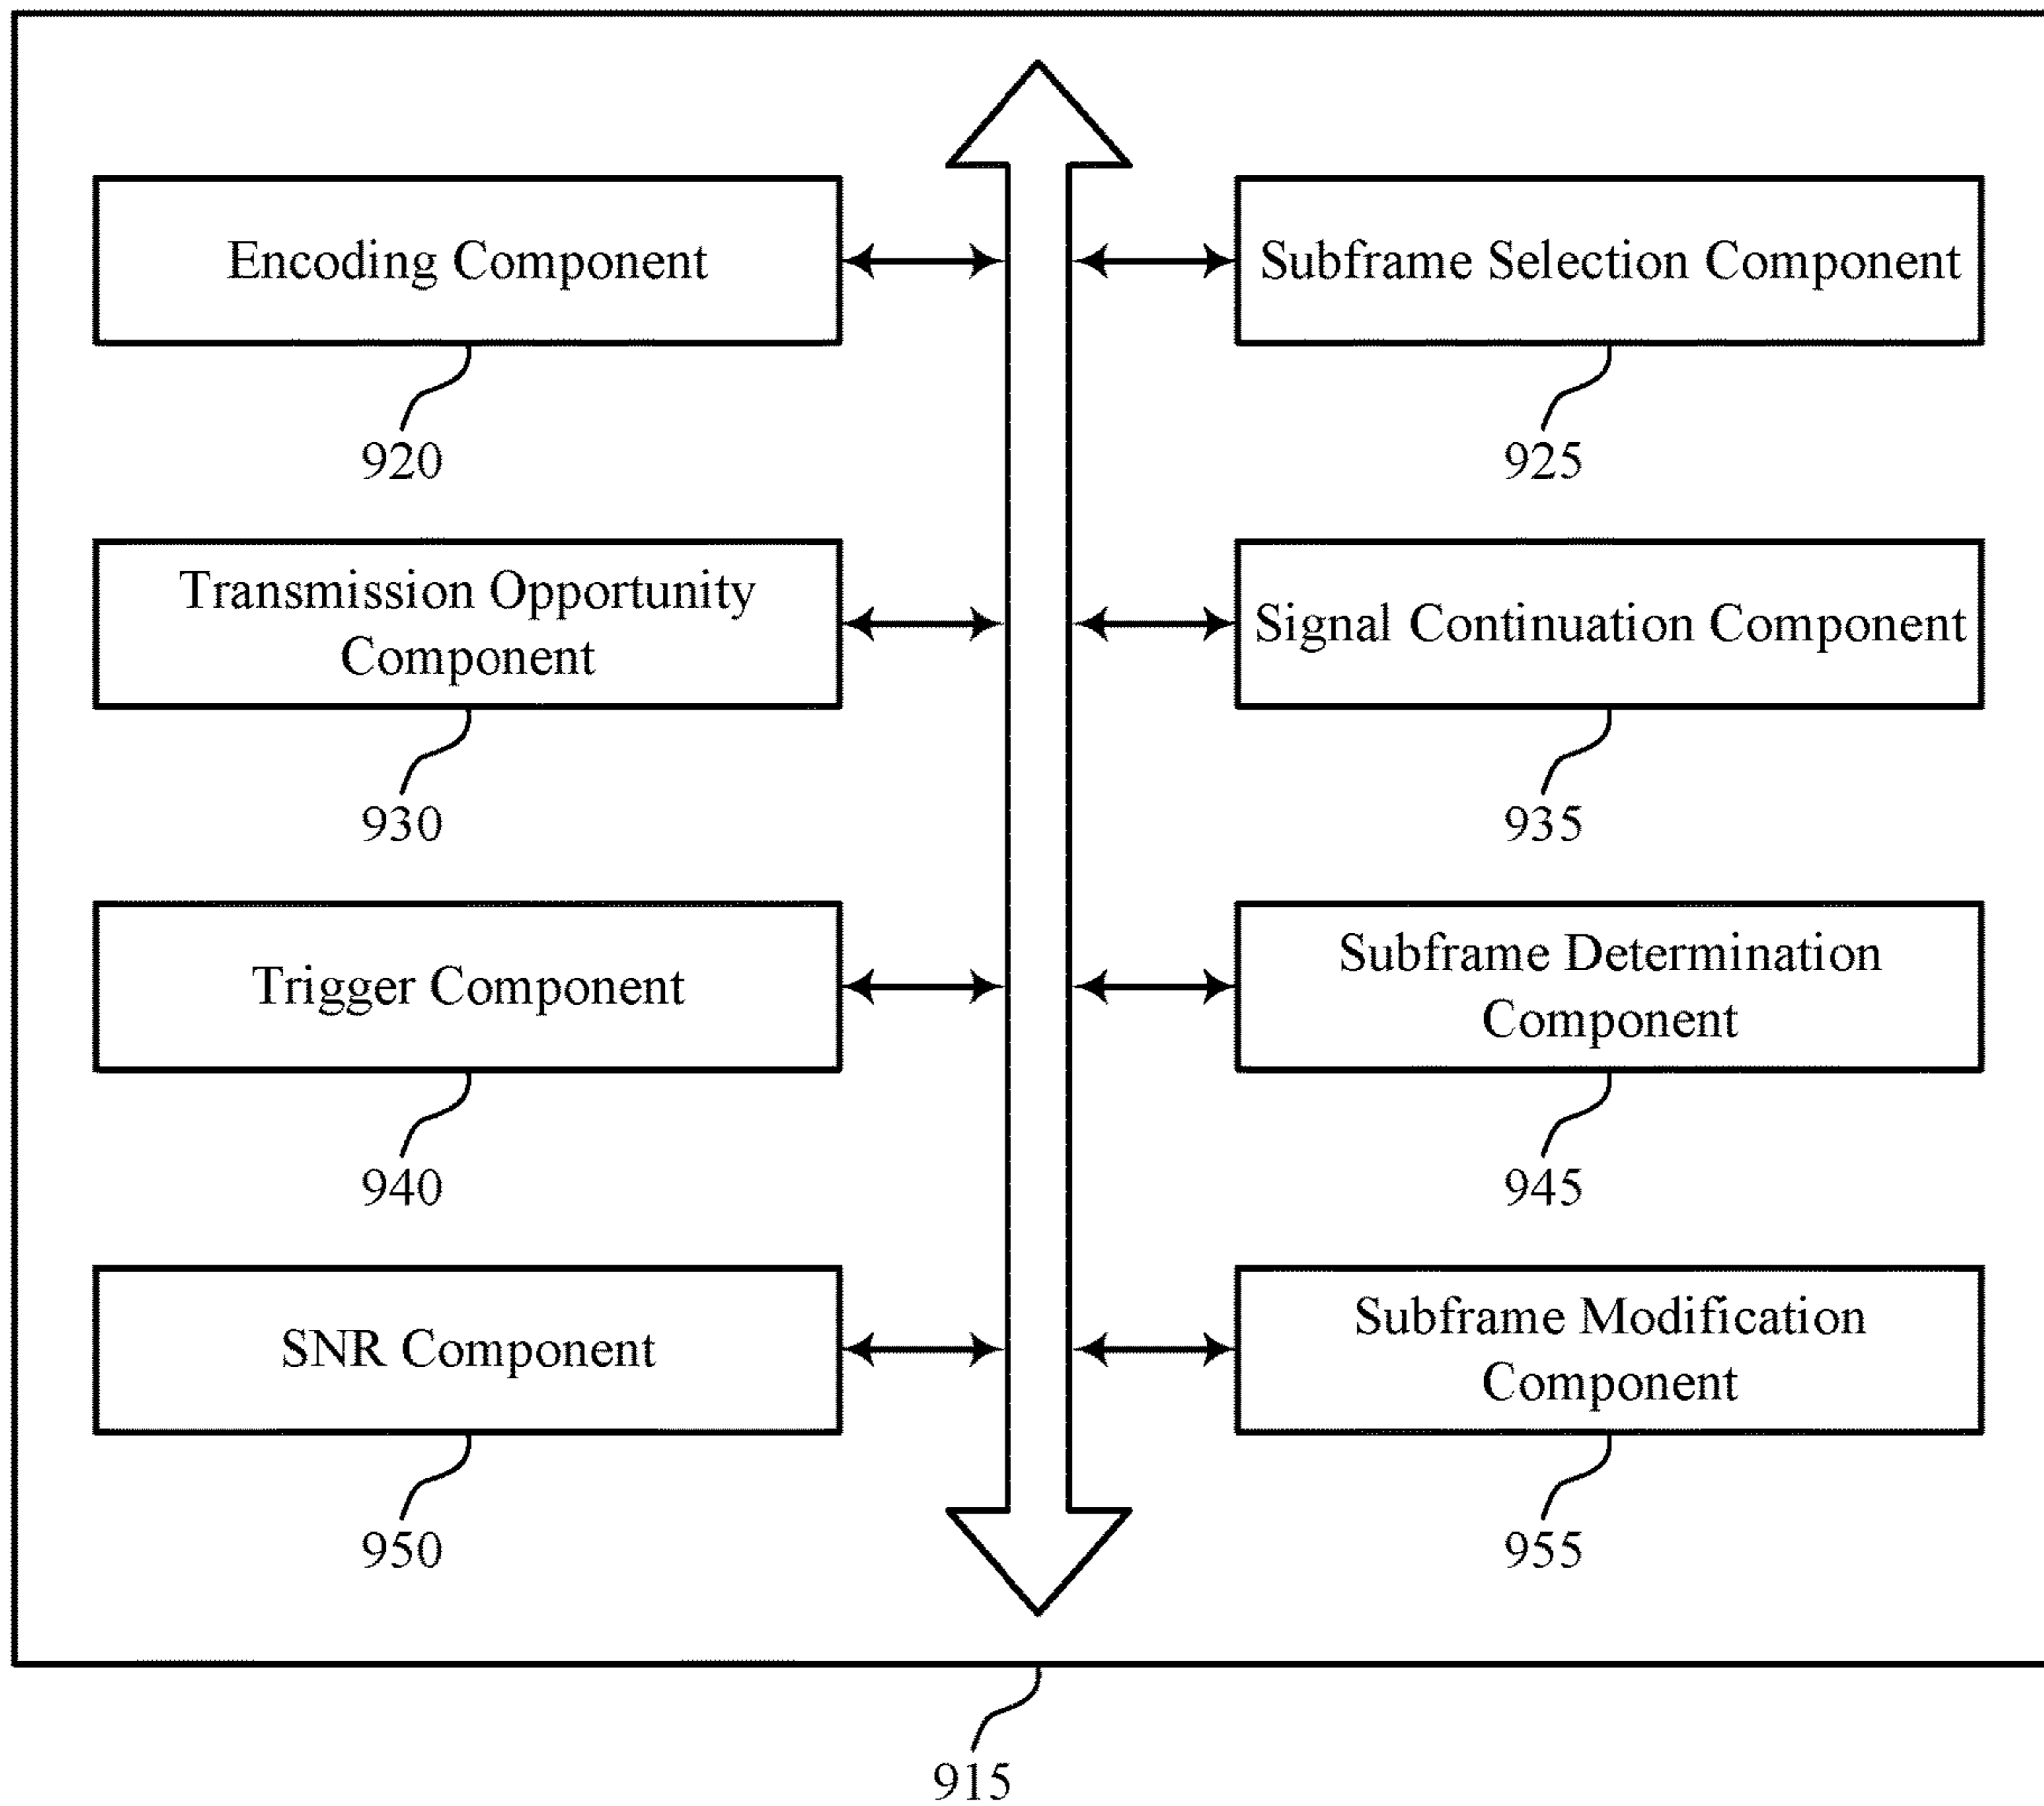 Encoding Component
Subframe Selection Component
920
925
Transmission Opportunity
Component
Signal Continuation Component
930
935
Trigger Component
Subframe Determination
Component
940
945
SNR Component
Subframe Modification
Component
950
955
915